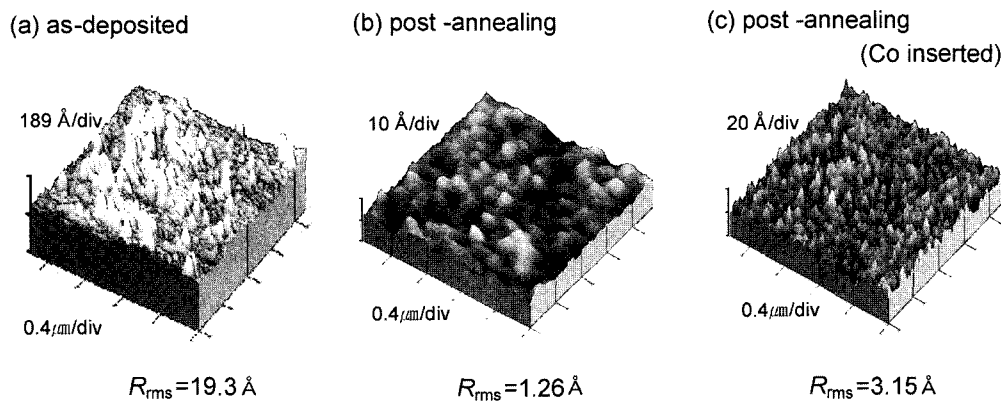 (a) as-deposited
(b) post -annealing
(c) post -annealing
(Co inserted)
189 Å/div
10 Å/div
20 Å/div
0.4μm/div
0.4μm/div
0.4μm/div
Rrms=19.3 Å
Rrms=1.26 Å
Rrms=3.15 Å